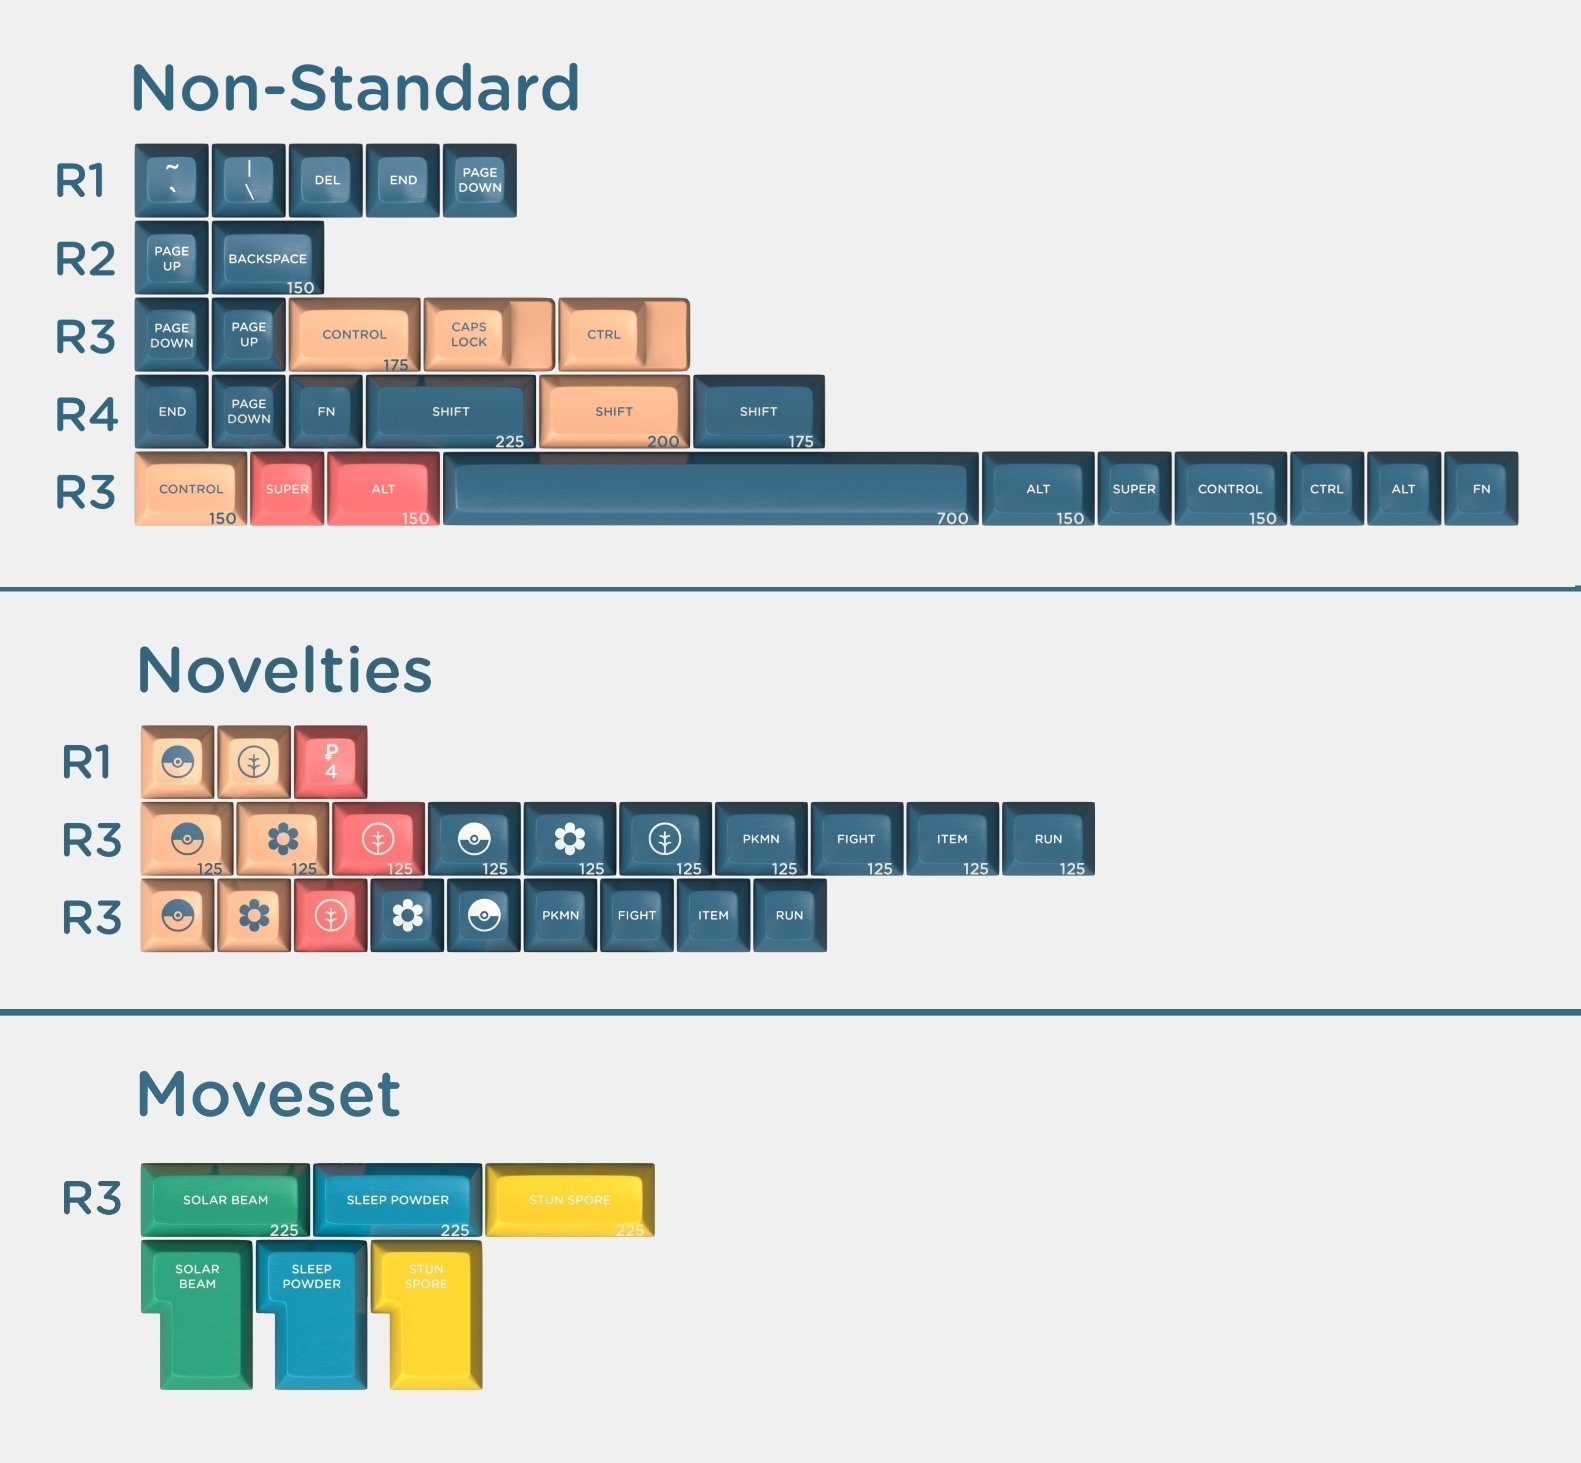 Non-Standard
R1
~
`
|
\
DEL
END
PAGE
DOWN
R2
PAGE
UP
BACKSPACE
150
R3
PAGE
DOWN
PAGE
UP
CONTROL
175
CAPS
LOCK
CTRL
R4
END
PAGE
DOWN
FN
SHIFT
225
SHIFT
200
SHIFT
175
R3
CONTROL
150
SUPER
ALT
150
700
ALT
150
SUPER
CONTROL
150
CTRL
ALT
FN
Novelties
R1
₽
4
R3
125
125
125
125
125
125
PKMN
125
FIGHT
125
ITEM
125
RUN
125
R3
PKMN
FIGHT
ITEM
RUN
Moveset
R3
SOLAR BEAM
225
SLEEP POWDER
225
STUN SPORE
225
SOLAR
BEAM
SLEEP
POWDER
STUN
SPORE